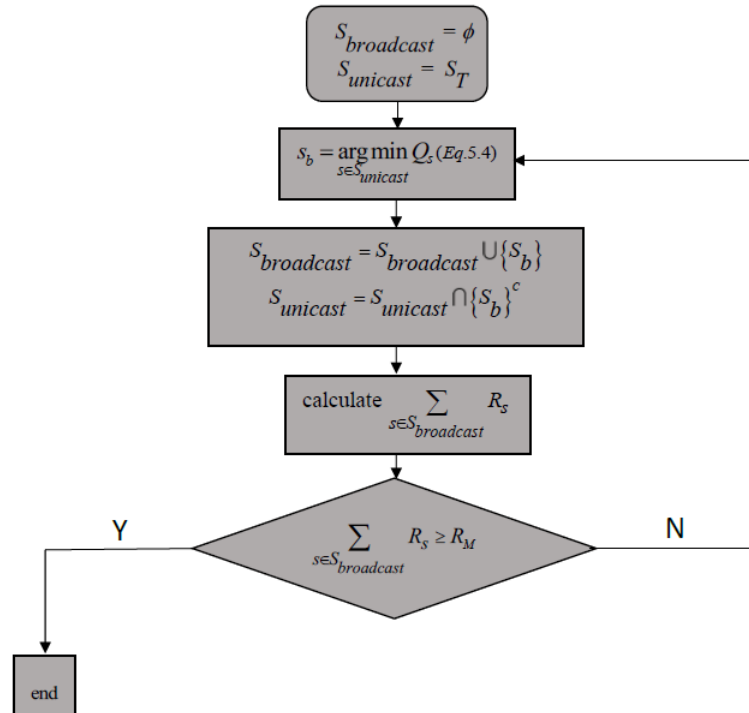 S_broadcast = ϕ
S_unicast = S_T
s_b = arg min Q_s (Eq.5.4)
s∈S_unicast
S_broadcast = S_broadcast ∪{S_b}
S_unicast = S_unicast ∩{S_b}^c
calculate ∑ R_s
s∈S_broadcast
Y
∑ R_s ≥ R_M
s∈S_broadcast
N
end